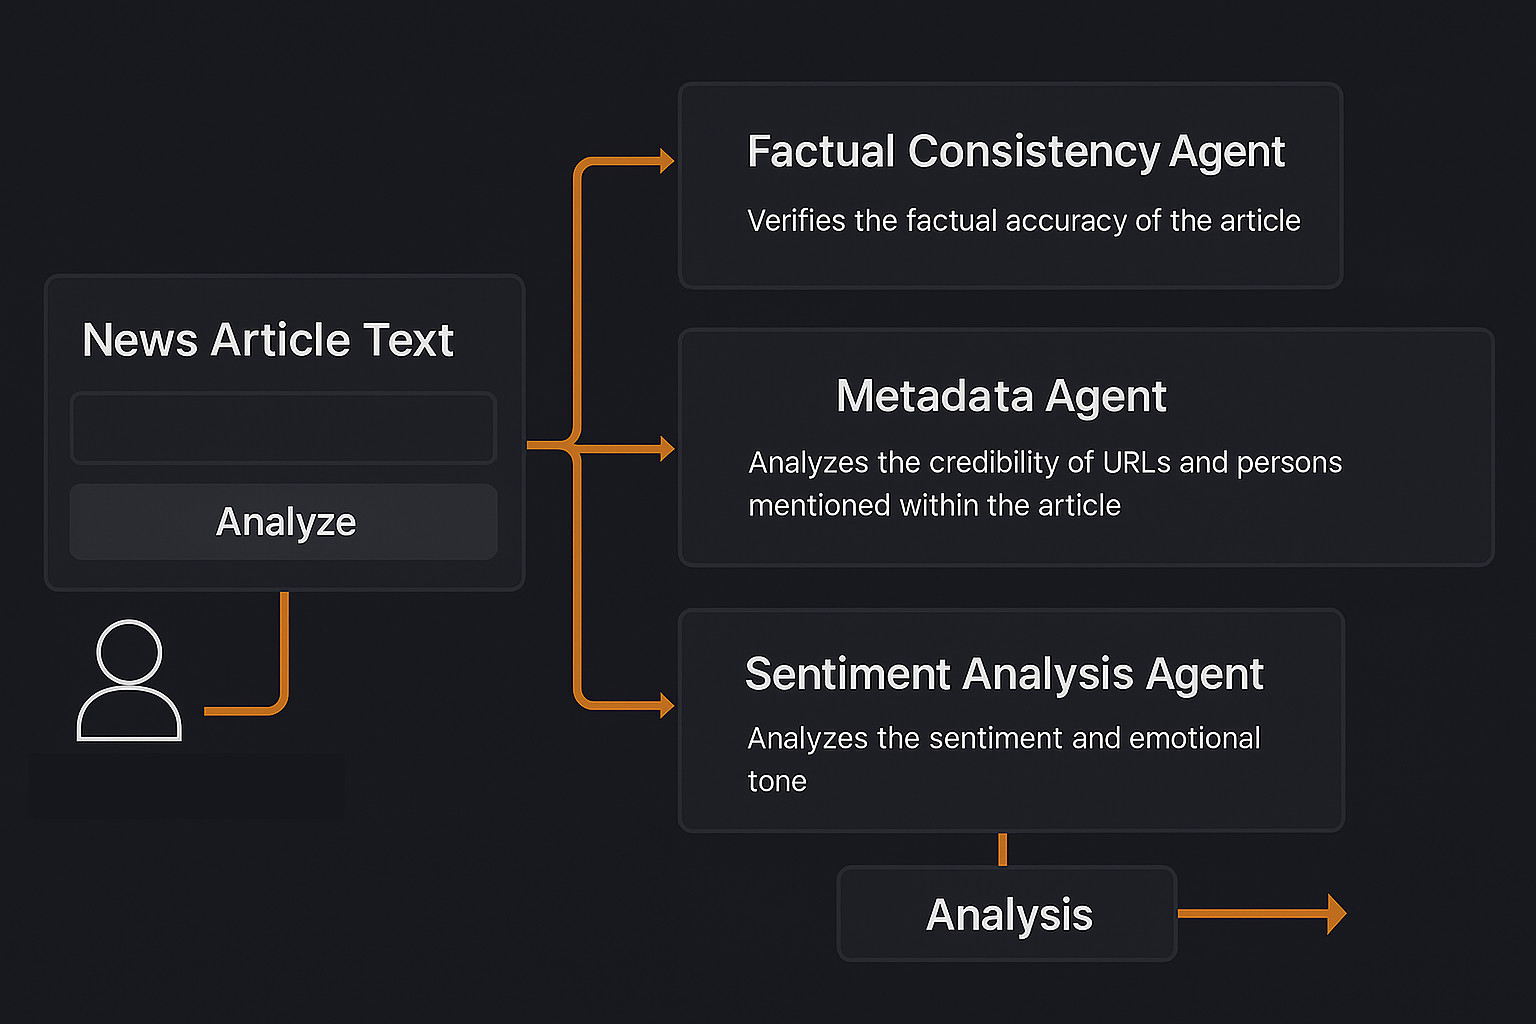 News Article Text
Analyze
Factual Consistency Agent
Verifies the factual accuracy of the article
Metadata Agent
Analyzes the credibility of URLs and persons
mentioned within the article
Sentiment Analysis Agent
Analyzes the sentiment and emotional
tone
Analysis